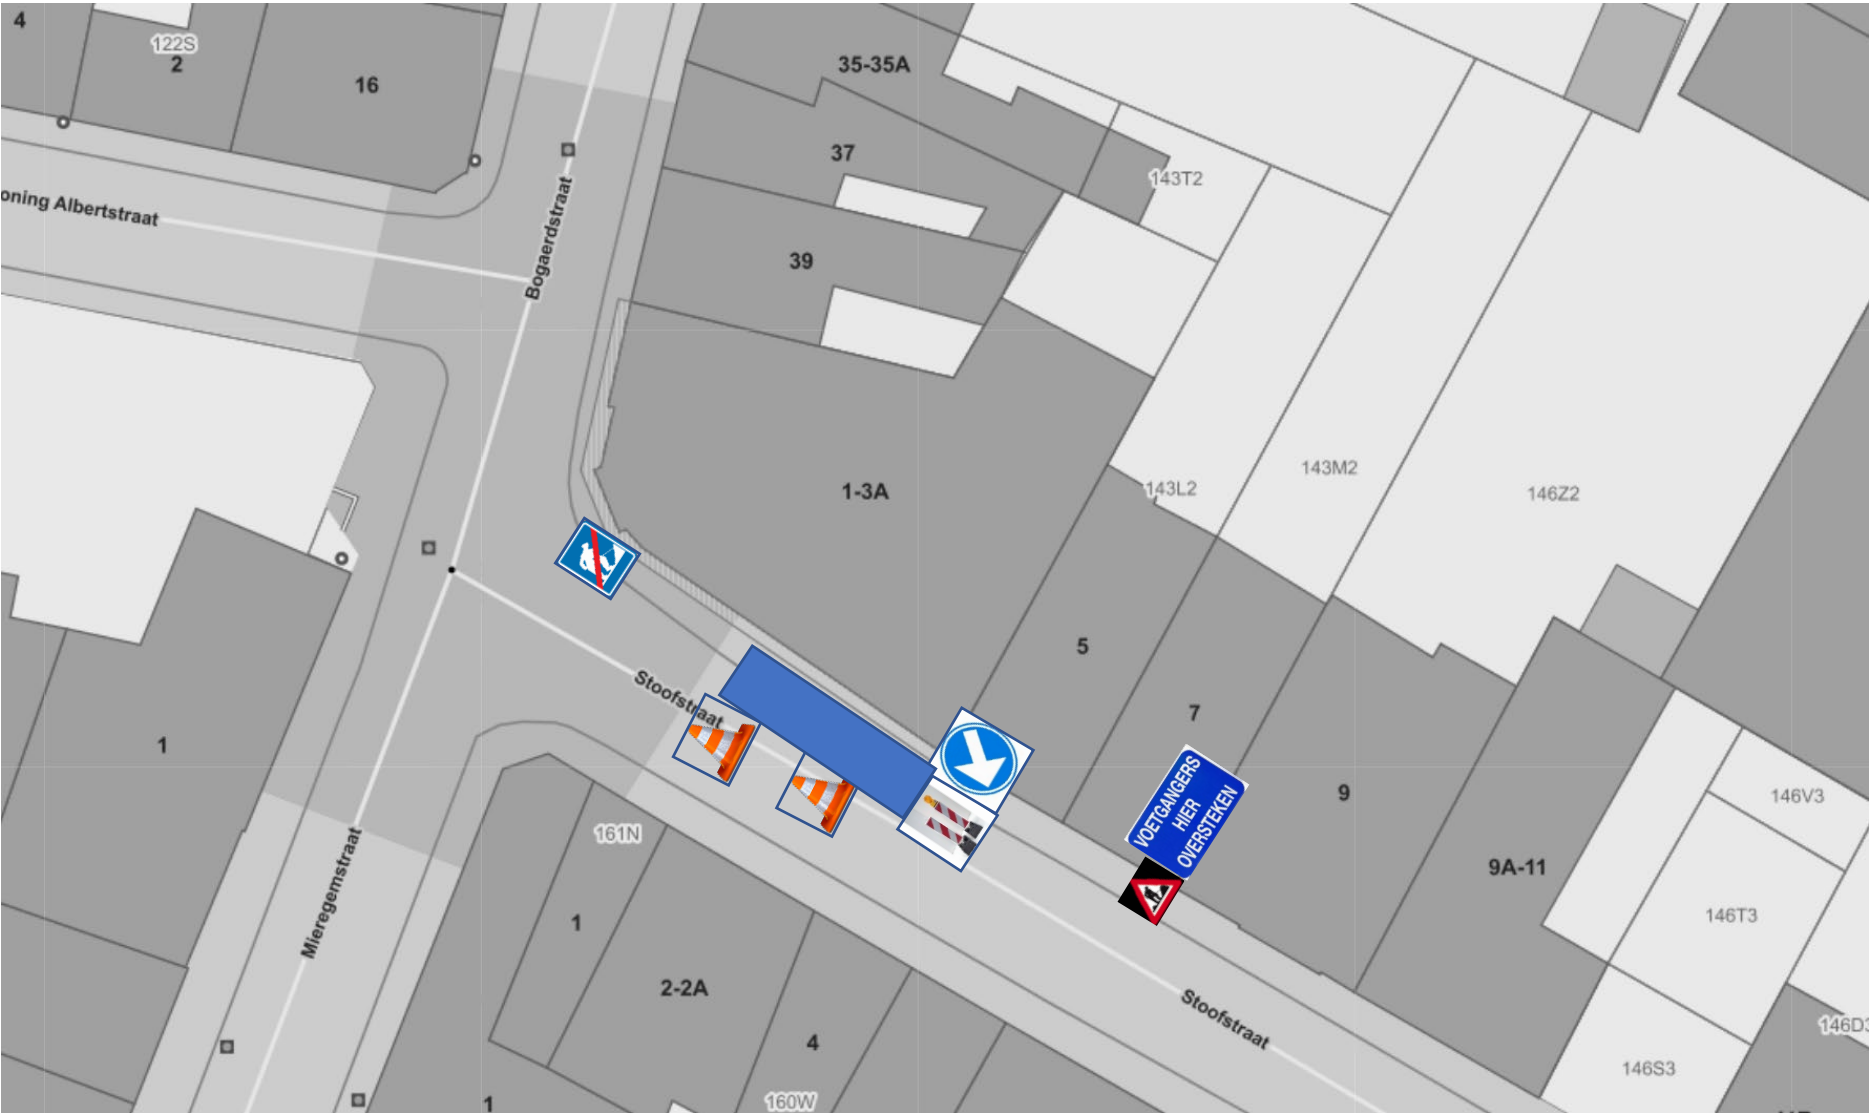 4
122S
2
16
35-35A
37
143T2
oning Albertstraat
Bogaerdstraat
39
1-3A
143L2
143M2
146Z2
5
Stoofstraat
7
1
VOETGANGERS
HIER
OVERSTEKEN
9
146V3
161N
9A-11
Mieregemstraat
1
146T3
2-2A
4
Stoofstraat
146D3
146S3
160W
1